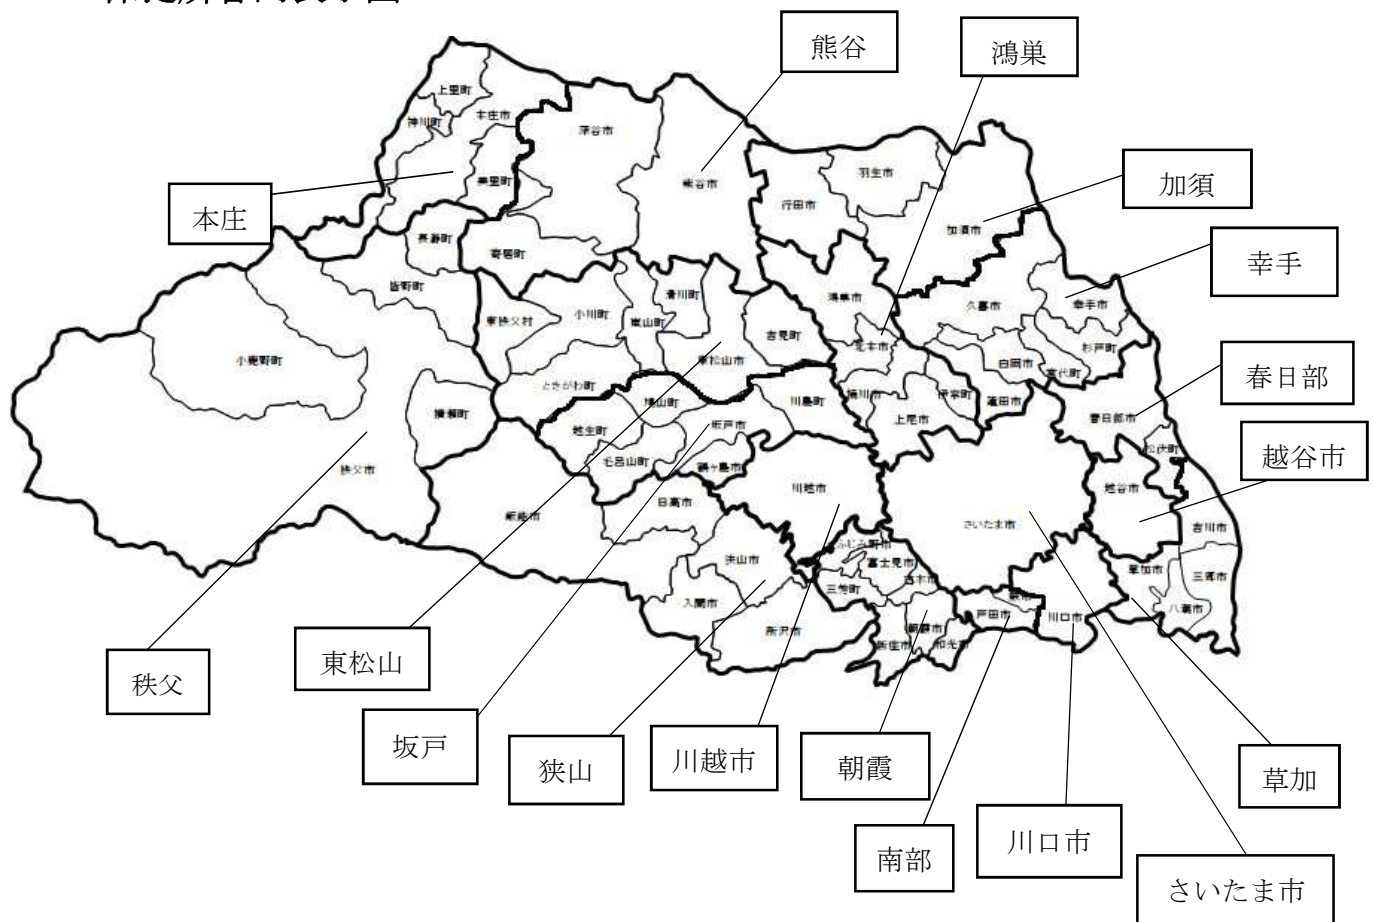 熊谷
鴻巣
上里町
神川町
本庄市
深谷市
美里町
熊谷市
羽生市
行田市
加須市
加須
本庄
長瀞町
寄居町
皆野町
幸手
東秩父村
小川町
嵐山町
滑川町
吉見町
鴻巣市
久喜市
幸手市
小鹿野町
東松山市
北本市
白岡市
杉戸町
宮代町
ときがわ町
横瀬町
鳩山町
川島町
桶川市
伊奈町
蓮田市
春日部
越生町
坂戸市
上尾市
春日部市
松伏町
越谷市
毛呂山町
鶴ヶ島市
秩父市
日高市
川越市
越谷市
飯能市
さいたま市
吉川市
ふじみ野市
狭山市
富士見市
志木市
三芳町
草加市
三郷市
入間市
所沢市
朝霞市
新座市
和光市
戸田市
蕨市
川口市
八潮市
東松山
秩父
坂戸
狭山
川越市
朝霞
草加
南部
川口市
さいたま市